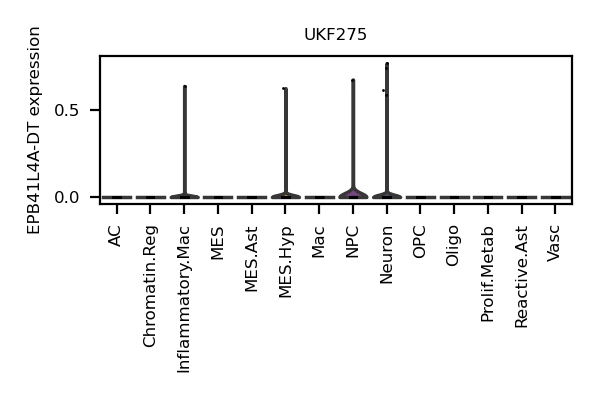 UKF275
EPB41L4A-DT expression
0.5
0.0
AC
Chromatin.Reg
Inflammatory.Mac
MES
MES.Ast
MES.Hyp
Mac
NPC
Neuron
OPC
Oligo
Prolif.Metab
Reactive.Ast
Vasc